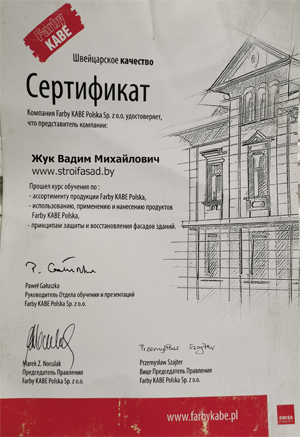 Farby
KABE
Швейцарское качество
Сертификат
Компания Farby KABE Polska Sp. z o.o. удостоверяет,
что представитель компании:
Жук Вадим Михайлович
www.stroifasad.by
Прошел курс обучения по :
- ассортименту продукции Farby KABE Polska,
- использованию, применению и нанесению продуктов
Farby KABE Polska,
- принципам защиты и восстановления фасадов зданий.
Paweł Gałuszka
Руководитель Отдела обучения и презентаций
Farby KABE Polska Sp. z o.o.
Przemysław Szajter
Marek Z. Noculak
Председатель Правления
Farby KABE Polska Sp. z o.o.
Przemysław Szajter
Вице Председатель Правления
Farby KABE Polska Sp. z o.o.
www.farbykabe.pl
SWISS